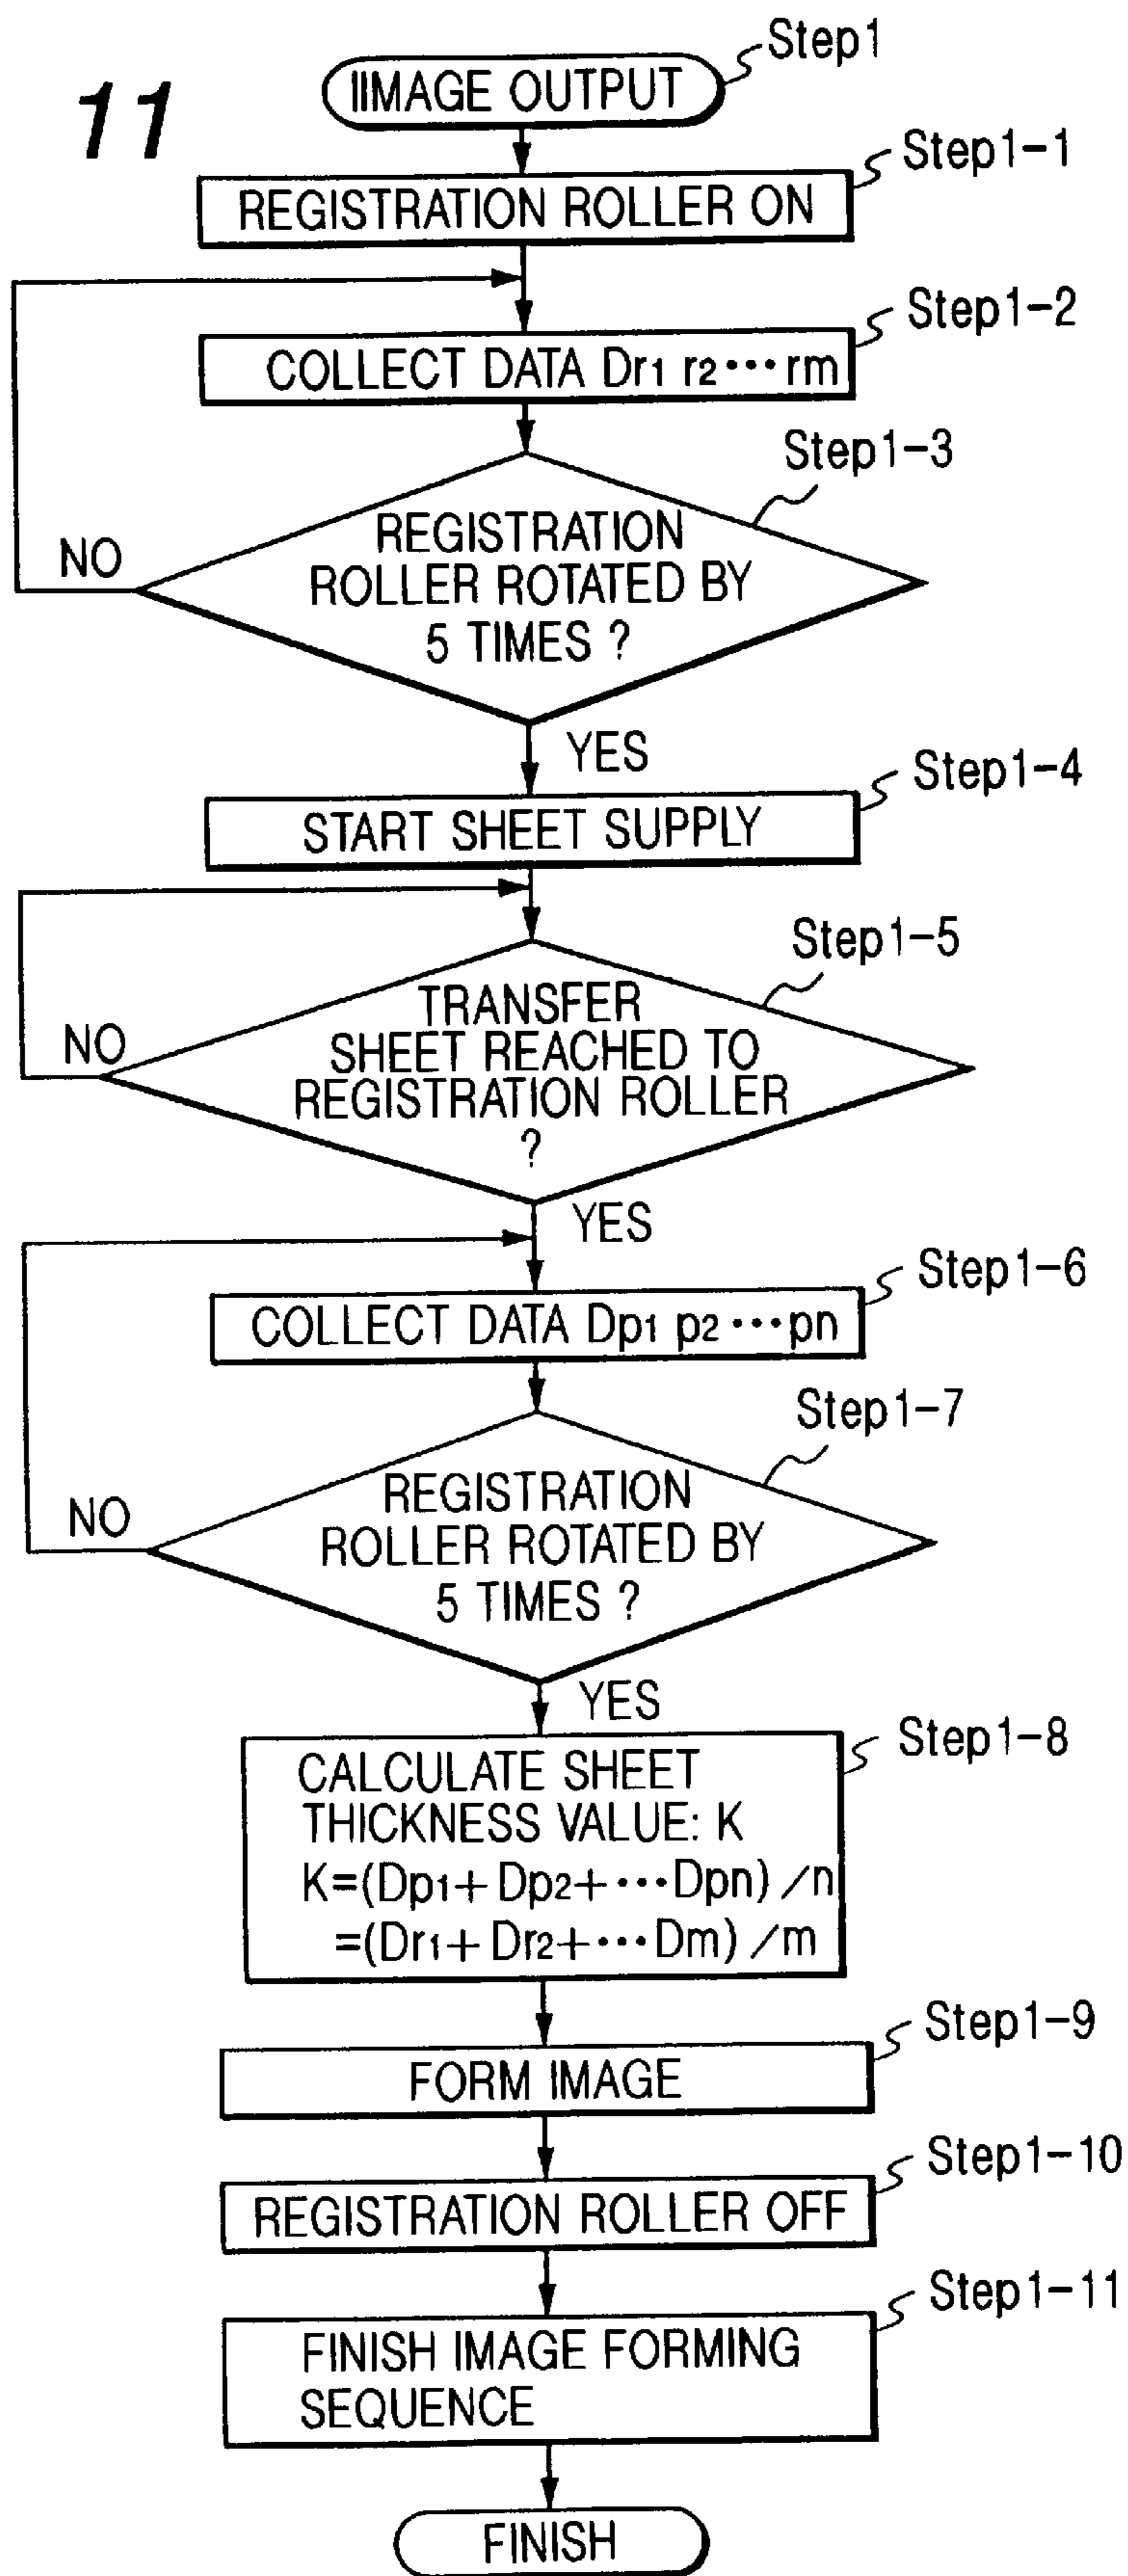 11
IIMAGE OUTPUT
Step1
REGISTRATION ROLLER ON
Step1-1
COLLECT DATA Dr1 r2 ••• rm
Step1-2
REGISTRATION
ROLLER ROTATED BY
5 TIMES ?
Step1-3
NO
YES
START SHEET SUPPLY
Step1-4
TRANSFER
SHEET REACHED TO
REGISTRATION ROLLER
?
Step1-5
NO
YES
COLLECT DATA Dp1 p2 ••• pn
Step1-6
REGISTRATION
ROLLER ROTATED BY
5 TIMES ?
Step1-7
NO
YES
CALCULATE SHEET
THICKNESS VALUE: K
K=(Dp1+Dp2+•••Dpn) /n
=(Dr1+Dr2+•••Dm) /m
Step1-8
FORM IMAGE
Step1-9
REGISTRATION ROLLER OFF
Step1-10
FINISH IMAGE FORMING
SEQUENCE
Step1-11
FINISH